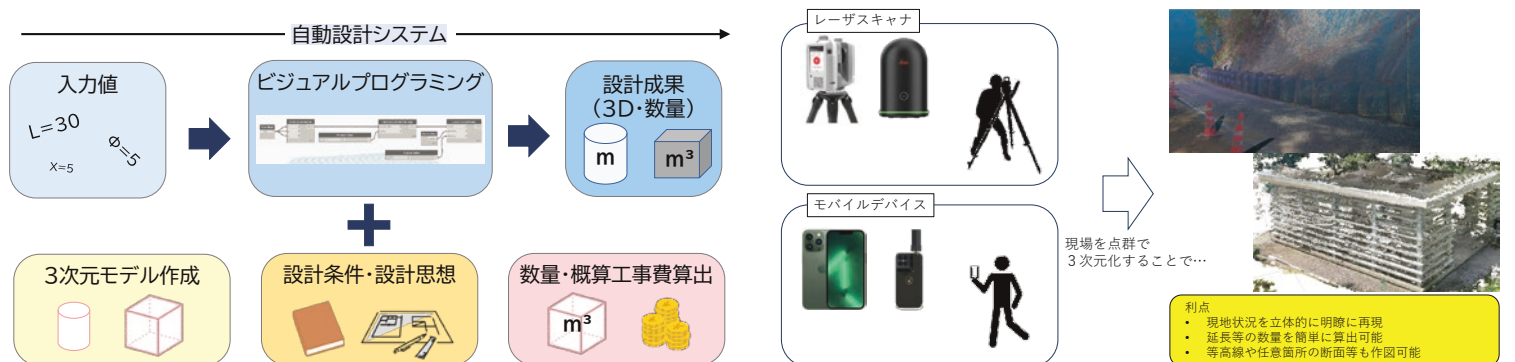 自動設計システム
入力値
L=30
Φ=5
X=5
ビジュアルプログラミング
設計成果
(3D・数量)
m
m³
3次元モデル作成
設計条件・設計思想
数量・概算工事費算出
m³
レーザスキャナ
モバイルデバイス
現場を点群で
3次元化することで…
利点
• 現地状況を立体的に明瞭に再現
• 延長等の数量を簡単に算出可能
• 等高線や任意箇所の断面等も作図可能